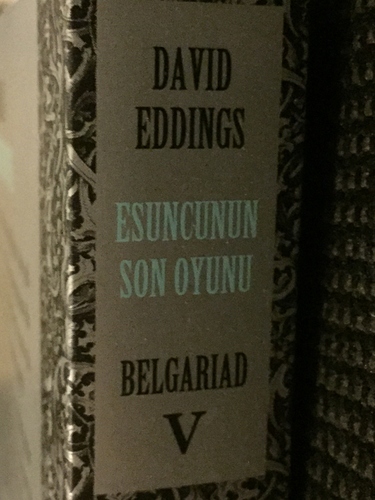 DAVID
EDDINGS
ESUNCUNUN
SON OYUNU
BELGARIAD
V